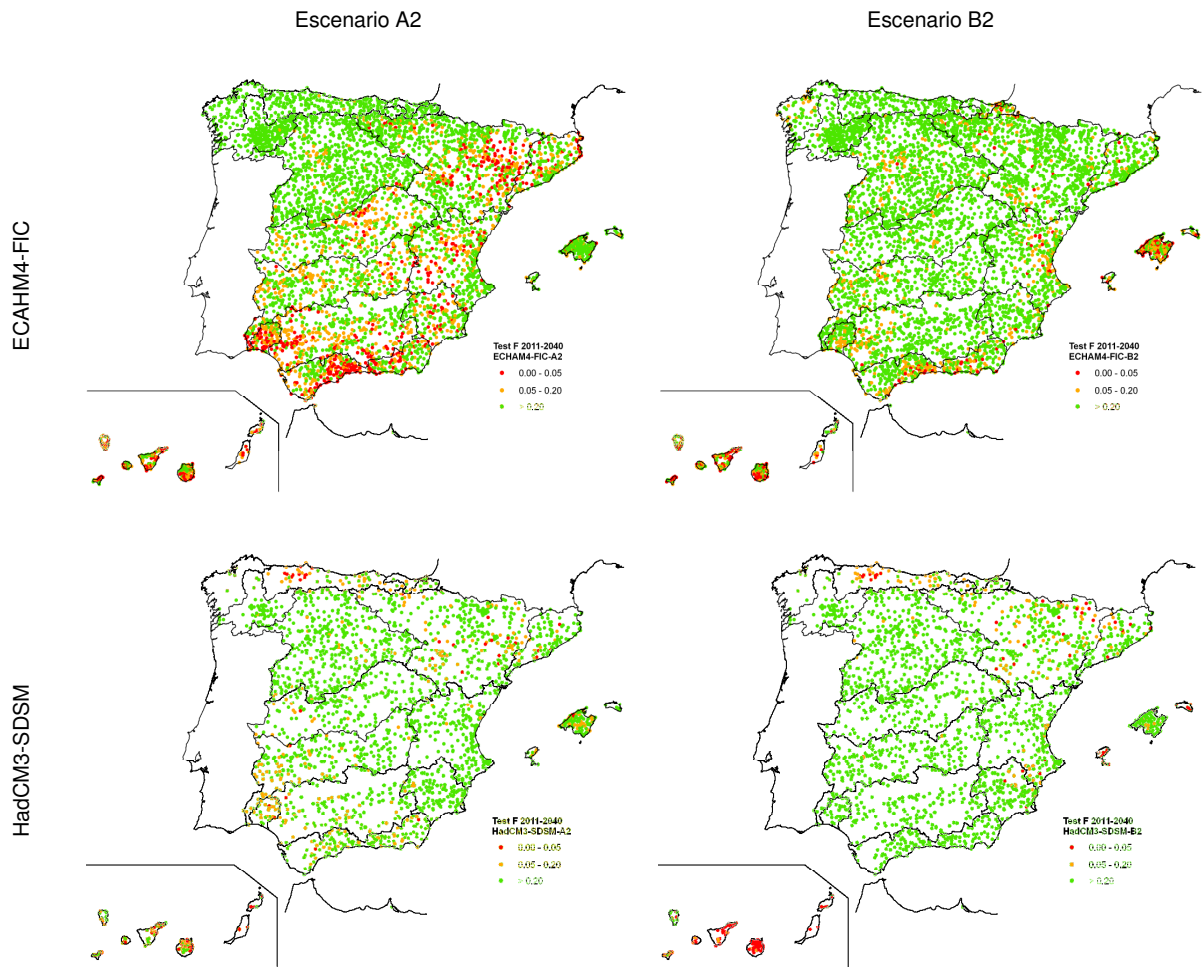 Escenario A2
Escenario B2
ECAHM4-FIC
Test F 2011-2040
ECHAM4-FIC-A2
0.00 - 0.05
0.05 - 0.20
> 0.20
Test F 2011-2040
ECHAM4-FIC-B2
0.00 - 0.05
0.05 - 0.20
> 0.20
HadCM3-SDSM
Test F 2011-2040
HadCM3-SDSM-A2
0.00 - 0.05
0.05 - 0.20
> 0.20
Test F 2011-2040
HadCM3-SDSM-B2
0.00 - 0.05
0.05 - 0.20
> 0.20